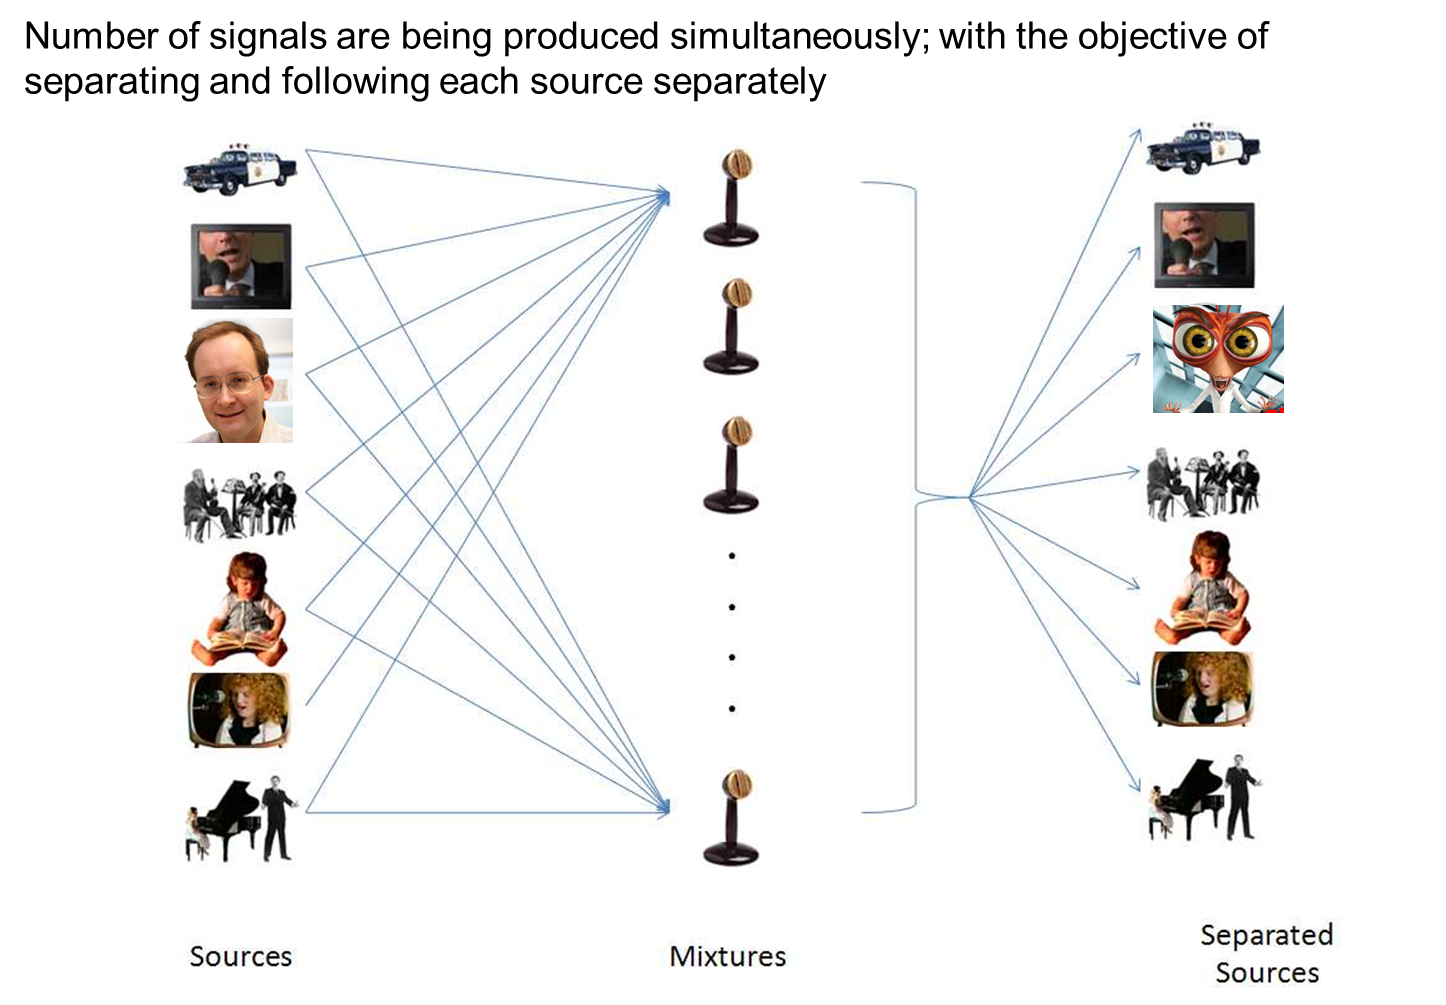 Number of signals are being produced simultaneously; with the objective of
separating and following each source separately
Sources
Mixtures
Separated
Sources